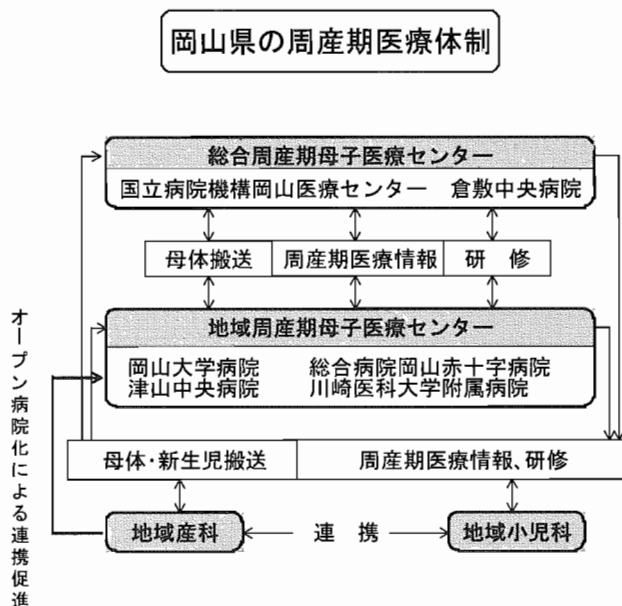 岡山県の周産期医療体制
総合周産期母子医療センター
国立病院機構岡山医療センター　倉敷中央病院
母体搬送
周産期医療情報
研　修
地域周産期母子医療センター
岡山大学病院　総合病院岡山赤十字病院
津山中央病院　川崎医科大学附属病院
オープン病院化による連携促進
母体・新生児搬送
周産期医療情報、研修
地域産科
連　携
地域小児科